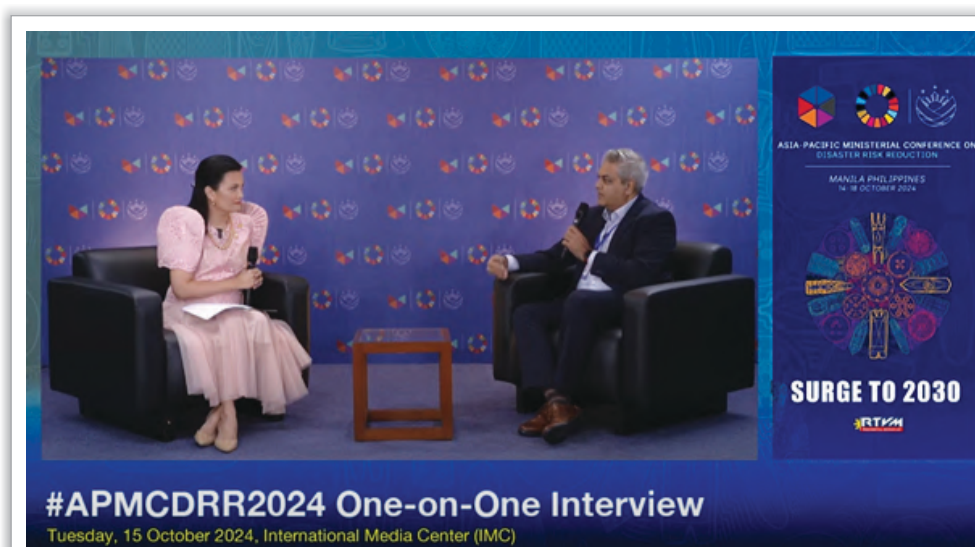 ASIA-PACIFIC MINISTERIAL CONFERENCE ON
DISASTER RISK REDUCTION
MANILA PHILIPPINES
14-18 OCTOBER 2024
SURGE TO 2030
RTVM
#APMCDRR2024 One-on-One Interview
Tuesday, 15 October 2024, International Media Center (IMC)